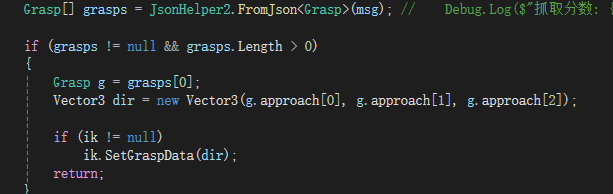 Grasp[] grasps = JsonHelper2.FromJson<Grasp>(msg); //    Debug.Log($"抓取分数: {
if (grasps != null && grasps.Length > 0)
{
Grasp g = grasps[0];
Vector3 dir = new Vector3(g.approach[0], g.approach[1], g.approach[2]);
if (ik != null)
ik.SetGraspData(dir);
return;
}